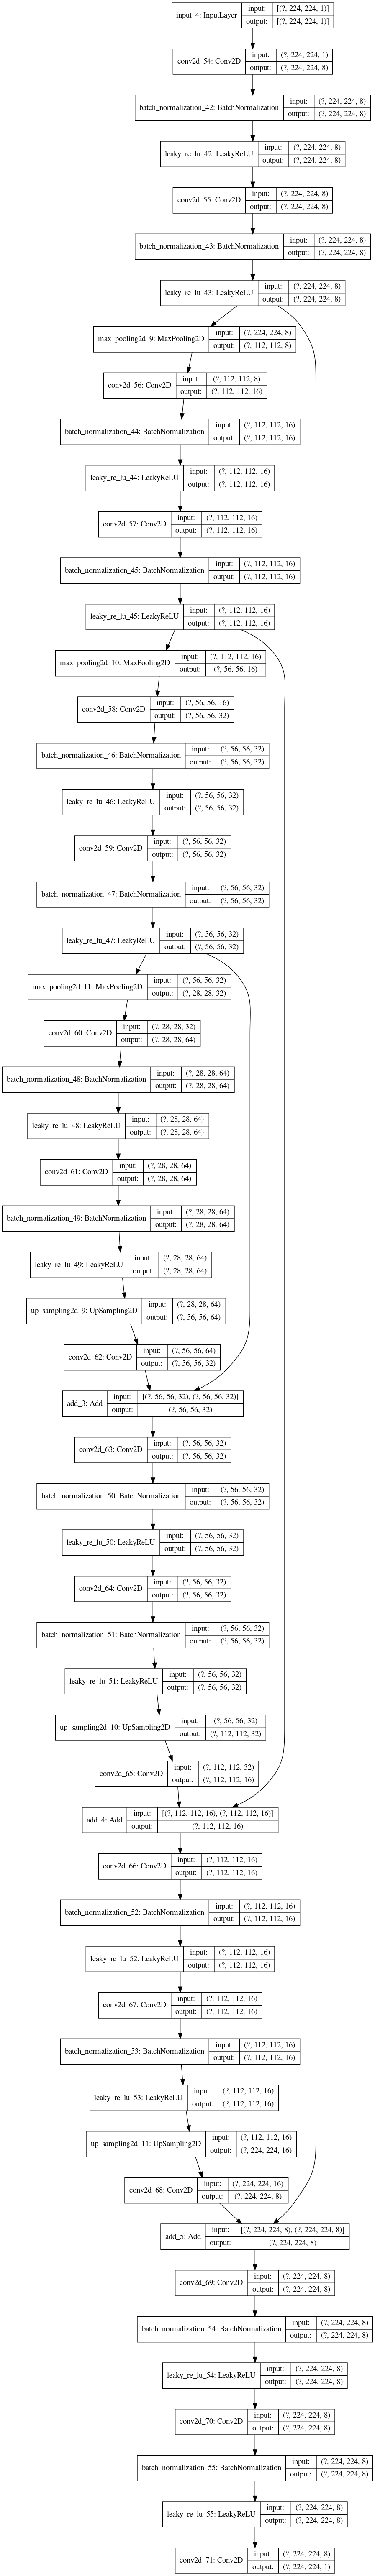 input_4: InputLayer input: [(?, 224, 224, 1)]
output: [(?, 224, 224, 1)]
conv2d_54: Conv2D input: (?, 224, 224, 1)
output: (?, 224, 224, 8)
batch_normalization_42: BatchNormalization input: (?, 224, 224, 8)
output: (?, 224, 224, 8)
leaky_re_lu_42: LeakyReLU input: (?, 224, 224, 8)
output: (?, 224, 224, 8)
conv2d_55: Conv2D input: (?, 224, 224, 8)
output: (?, 224, 224, 8)
batch_normalization_43: BatchNormalization input: (?, 224, 224, 8)
output: (?, 224, 224, 8)
leaky_re_lu_43: LeakyReLU input: (?, 224, 224, 8)
output: (?, 224, 224, 8)
max_pooling2d_9: MaxPooling2D input: (?, 224, 224, 8)
output: (?, 112, 112, 8)
conv2d_56: Conv2D input: (?, 112, 112, 8)
output: (?, 112, 112, 16)
batch_normalization_44: BatchNormalization input: (?, 112, 112, 16)
output: (?, 112, 112, 16)
leaky_re_lu_44: LeakyReLU input: (?, 112, 112, 16)
output: (?, 112, 112, 16)
conv2d_57: Conv2D input: (?, 112, 112, 16)
output: (?, 112, 112, 16)
batch_normalization_45: BatchNormalization input: (?, 112, 112, 16)
output: (?, 112, 112, 16)
leaky_re_lu_45: LeakyReLU input: (?, 112, 112, 16)
output: (?, 112, 112, 16)
max_pooling2d_10: MaxPooling2D input: (?, 112, 112, 16)
output: (?, 56, 56, 16)
conv2d_58: Conv2D input: (?, 56, 56, 16)
output: (?, 56, 56, 32)
batch_normalization_46: BatchNormalization input: (?, 56, 56, 32)
output: (?, 56, 56, 32)
leaky_re_lu_46: LeakyReLU input: (?, 56, 56, 32)
output: (?, 56, 56, 32)
conv2d_59: Conv2D input: (?, 56, 56, 32)
output: (?, 56, 56, 32)
batch_normalization_47: BatchNormalization input: (?, 56, 56, 32)
output: (?, 56, 56, 32)
leaky_re_lu_47: LeakyReLU input: (?, 56, 56, 32)
output: (?, 56, 56, 32)
max_pooling2d_11: MaxPooling2D input: (?, 56, 56, 32)
output: (?, 28, 28, 32)
conv2d_60: Conv2D input: (?, 28, 28, 32)
output: (?, 28, 28, 64)
batch_normalization_48: BatchNormalization input: (?, 28, 28, 64)
output: (?, 28, 28, 64)
leaky_re_lu_48: LeakyReLU input: (?, 28, 28, 64)
output: (?, 28, 28, 64)
conv2d_61: Conv2D input: (?, 28, 28, 64)
output: (?, 28, 28, 64)
batch_normalization_49: BatchNormalization input: (?, 28, 28, 64)
output: (?, 28, 28, 64)
leaky_re_lu_49: LeakyReLU input: (?, 28, 28, 64)
output: (?, 28, 28, 64)
up_sampling2d_9: UpSampling2D input: (?, 28, 28, 64)
output: (?, 56, 56, 64)
conv2d_62: Conv2D input: (?, 56, 56, 64)
output: (?, 56, 56, 32)
add_3: Add input: [(?, 56, 56, 32), (?, 56, 56, 32)]
output: (?, 56, 56, 32)
conv2d_63: Conv2D input: (?, 56, 56, 32)
output: (?, 56, 56, 32)
batch_normalization_50: BatchNormalization input: (?, 56, 56, 32)
output: (?, 56, 56, 32)
leaky_re_lu_50: LeakyReLU input: (?, 56, 56, 32)
output: (?, 56, 56, 32)
conv2d_64: Conv2D input: (?, 56, 56, 32)
output: (?, 56, 56, 32)
batch_normalization_51: BatchNormalization input: (?, 56, 56, 32)
output: (?, 56, 56, 32)
leaky_re_lu_51: LeakyReLU input: (?, 56, 56, 32)
output: (?, 56, 56, 32)
up_sampling2d_10: UpSampling2D input: (?, 56, 56, 32)
output: (?, 112, 112, 32)
conv2d_65: Conv2D input: (?, 112, 112, 32)
output: (?, 112, 112, 16)
add_4: Add input: [(?, 112, 112, 16), (?, 112, 112, 16)]
output: (?, 112, 112, 16)
conv2d_66: Conv2D input: (?, 112, 112, 16)
output: (?, 112, 112, 16)
batch_normalization_52: BatchNormalization input: (?, 112, 112, 16)
output: (?, 112, 112, 16)
leaky_re_lu_52: LeakyReLU input: (?, 112, 112, 16)
output: (?, 112, 112, 16)
conv2d_67: Conv2D input: (?, 112, 112, 16)
output: (?, 112, 112, 16)
batch_normalization_53: BatchNormalization input: (?, 112, 112, 16)
output: (?, 112, 112, 16)
leaky_re_lu_53: LeakyReLU input: (?, 112, 112, 16)
output: (?, 112, 112, 16)
up_sampling2d_11: UpSampling2D input: (?, 112, 112, 16)
output: (?, 224, 224, 16)
conv2d_68: Conv2D input: (?, 224, 224, 16)
output: (?, 224, 224, 8)
add_5: Add input: [(?, 224, 224, 8), (?, 224, 224, 8)]
output: (?, 224, 224, 8)
conv2d_69: Conv2D input: (?, 224, 224, 8)
output: (?, 224, 224, 8)
batch_normalization_54: BatchNormalization input: (?, 224, 224, 8)
output: (?, 224, 224, 8)
leaky_re_lu_54: LeakyReLU input: (?, 224, 224, 8)
output: (?, 224, 224, 8)
conv2d_70: Conv2D input: (?, 224, 224, 8)
output: (?, 224, 224, 8)
batch_normalization_55: BatchNormalization input: (?, 224, 224, 8)
output: (?, 224, 224, 8)
leaky_re_lu_55: LeakyReLU input: (?, 224, 224, 8)
output: (?, 224, 224, 8)
conv2d_71: Conv2D input: (?, 224, 224, 8)
output: (?, 224, 224, 1)